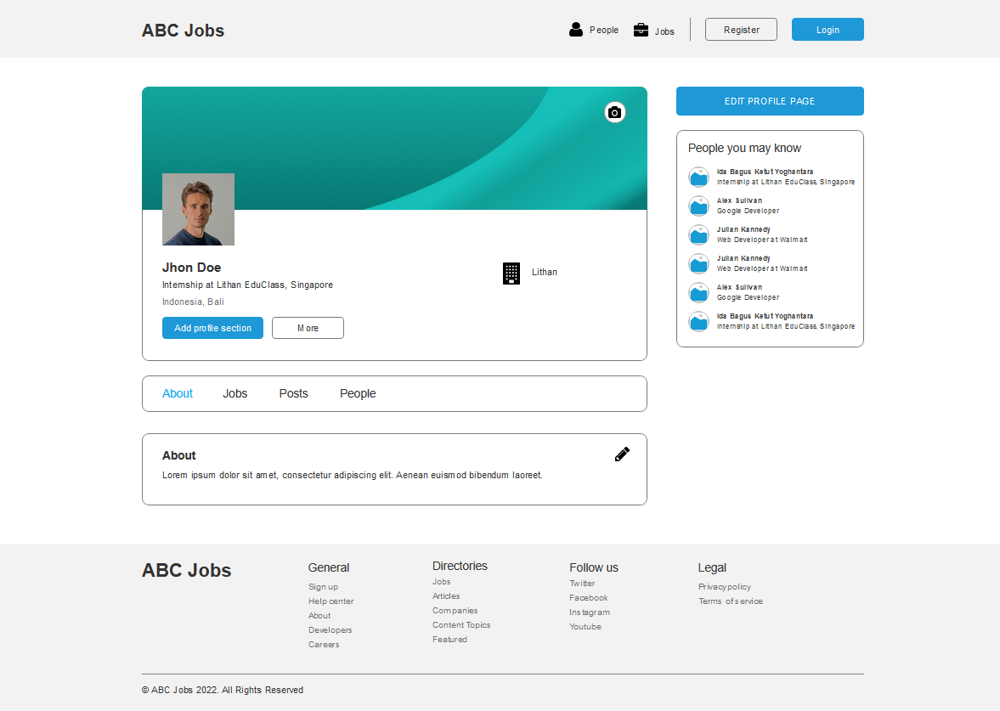 ABC Jobs
People
Jobs
Register
Login
EDIT PROFILE PAGE
Jhon Doe
Internship at Lithan EduClass, Singapore
Indonesia, Bali
Lithan
Add profile section
More
People you may know
Ida Bagus Ketut Yoghantara
Internship at Lithan EduClass, Singapore
Alex Sulivan
Google Developer
Julian Kannedy
Web Developer at Walmart
Julian Kannedy
Web Developer at Walmart
Alex Sulivan
Google Developer
Ida Bagus Ketut Yoghantara
Internship at Lithan EduClass, Singapore
About
Jobs
Posts
People
About
Lorem ipsum dolor sit amet, consectetur adipiscing elit. Aenean euismod bibendum laoreet.
ABC Jobs
General
Sign up
Help center
About
Developers
Careers
Directories
Jobs
Articles
Companies
Content Topics
Featured
Follow us
Twitter
Facebook
Instagram
Youtube
Legal
Privacy policy
Terms of service
© ABC Jobs 2022. All Rights Reserved